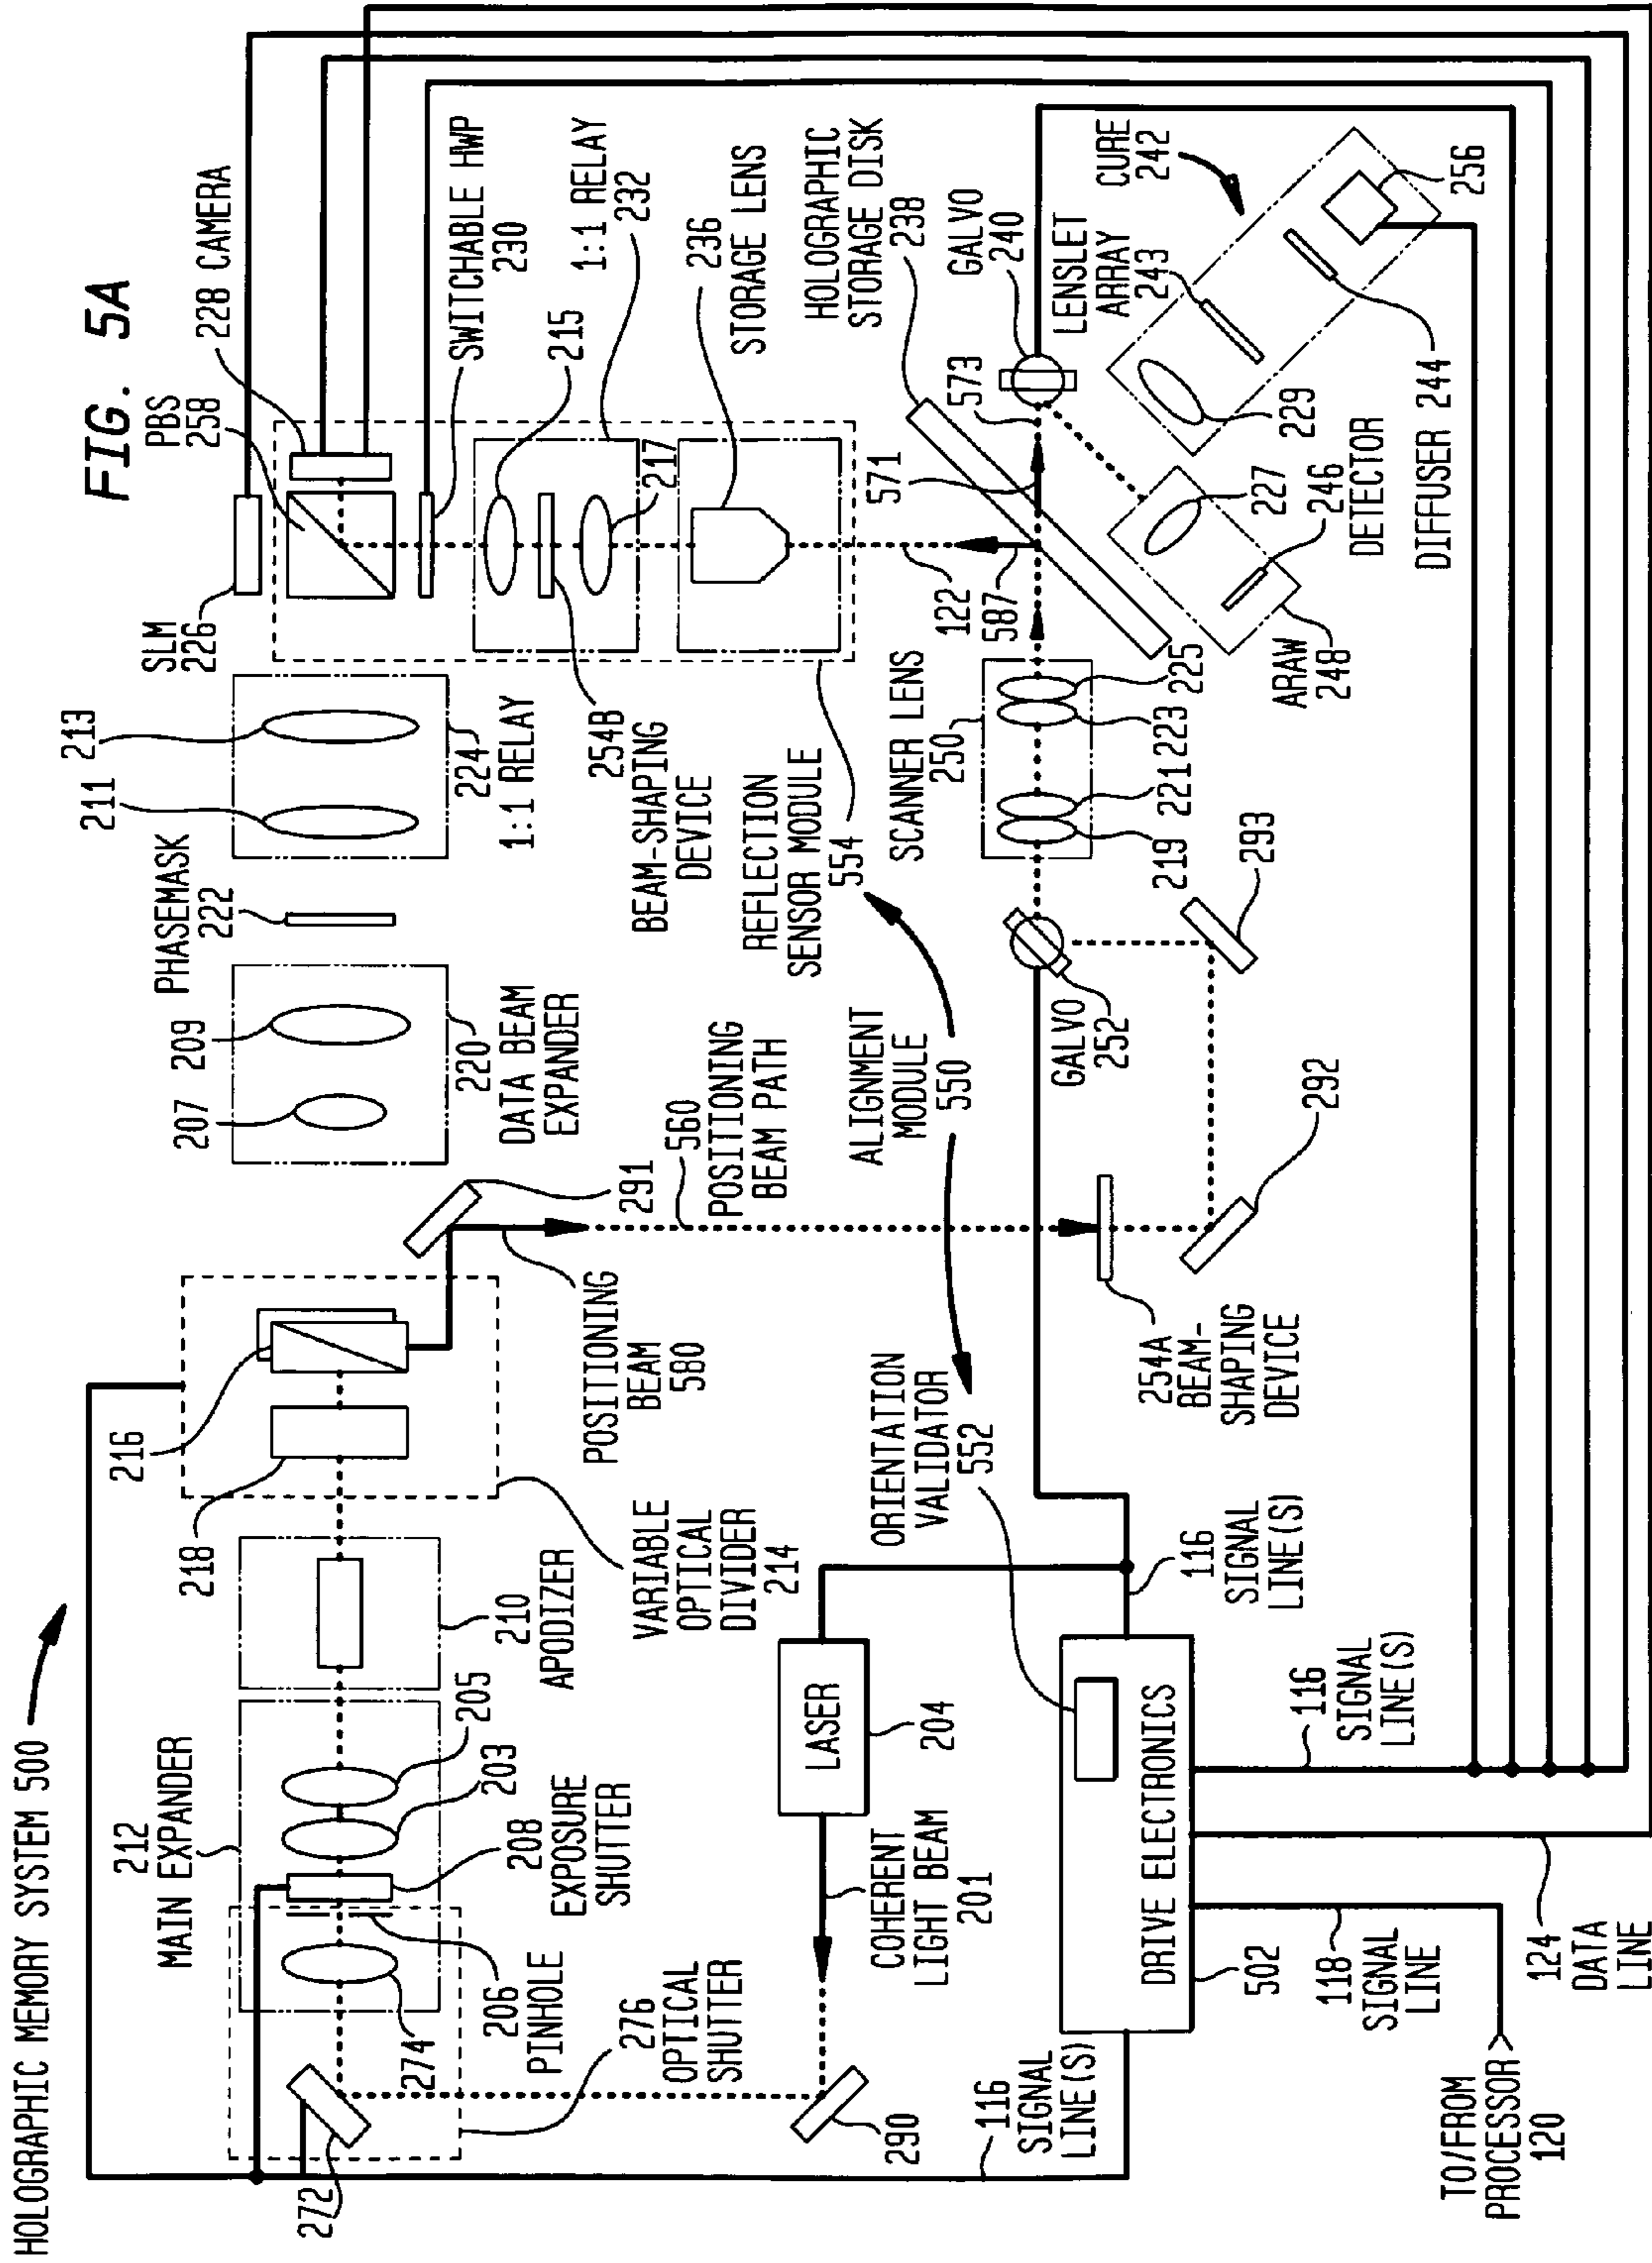 HOLOGRAPHIC MEMORY SYSTEM 500
FIG. 5A
212
MAIN EXPANDER
205
203
208
EXPOSURE
SHUTTER
206
PINHOLE
274
276
OPTICAL
SHUTTER
272
290
210
APODIZER
218
216
VARIABLE
OPTICAL
DIVIDER
214
POSITIONING
BEAM
580
291
560
POSITIONING
BEAM PATH
207
209
220
DATA BEAM
EXPANDER
PHASEMASK
222
211
213
224
1:1 RELAY
SLM
226
PBS
258
228 CAMERA
SWITCHABLE HWP
230
215
1:1 RELAY
232
217
236
STORAGE LENS
254B
BEAM-SHAPING
DEVICE
REFLECTION
SENSOR MODULE
554
ALIGNMENT
MODULE
550
ORIENTATION
VALIDATOR
552
HOLOGRAPHIC
STORAGE DISK
238
GALVO
240
573
571
122
587
SCANNER LENS
250
219
221
223
225
GALVO
252
293
292
254A
BEAM-
SHAPING
DEVICE
LENSLET
ARRAY
243
CURE
242
256
229
DIFFUSER 244
227
246
DETECTOR
ARAW
248
LASER
204
COHERENT
LIGHT BEAM
201
DRIVE ELECTRONICS
502
116
SIGNAL
LINE(S)
116
SIGNAL
LINE(S)
116
SIGNAL
LINE(S)
118
SIGNAL
LINE
124
DATA
LINE
TO/FROM
PROCESSOR
120